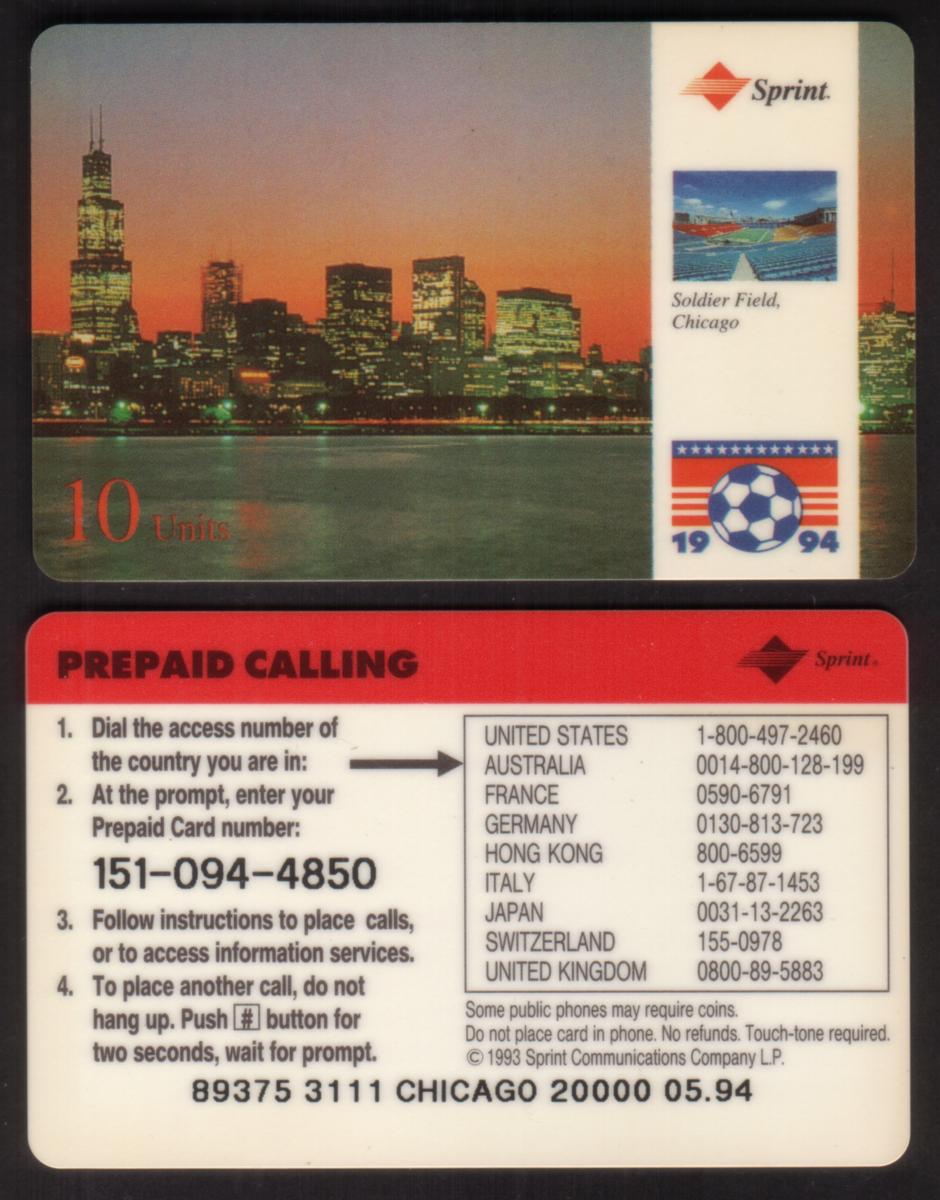 Sprint.
Soldier Field,
Chicago
19 94
10 Units
PREPAID CALLING
Sprint®
1. Dial the access number of
the country you are in:
2. At the prompt, enter your
Prepaid Card number:
151-094-4850
3. Follow instructions to place calls,
or to access information services.
4. To place another call, do not
hang up. Push # button for
two seconds, wait for prompt.
UNITED STATES 1-800-497-2460
AUSTRALIA 0014-800-128-199
FRANCE 0590-6791
GERMANY 0130-813-723
HONG KONG 800-6599
ITALY 1-67-87-1453
JAPAN 0031-13-2263
SWITZERLAND 155-0978
UNITED KINGDOM 0800-89-5883
Some public phones may require coins.
Do not place card in phone. No refunds. Touch-tone required.
© 1993 Sprint Communications Company L.P.
89375 3111 CHICAGO 20000 05.94